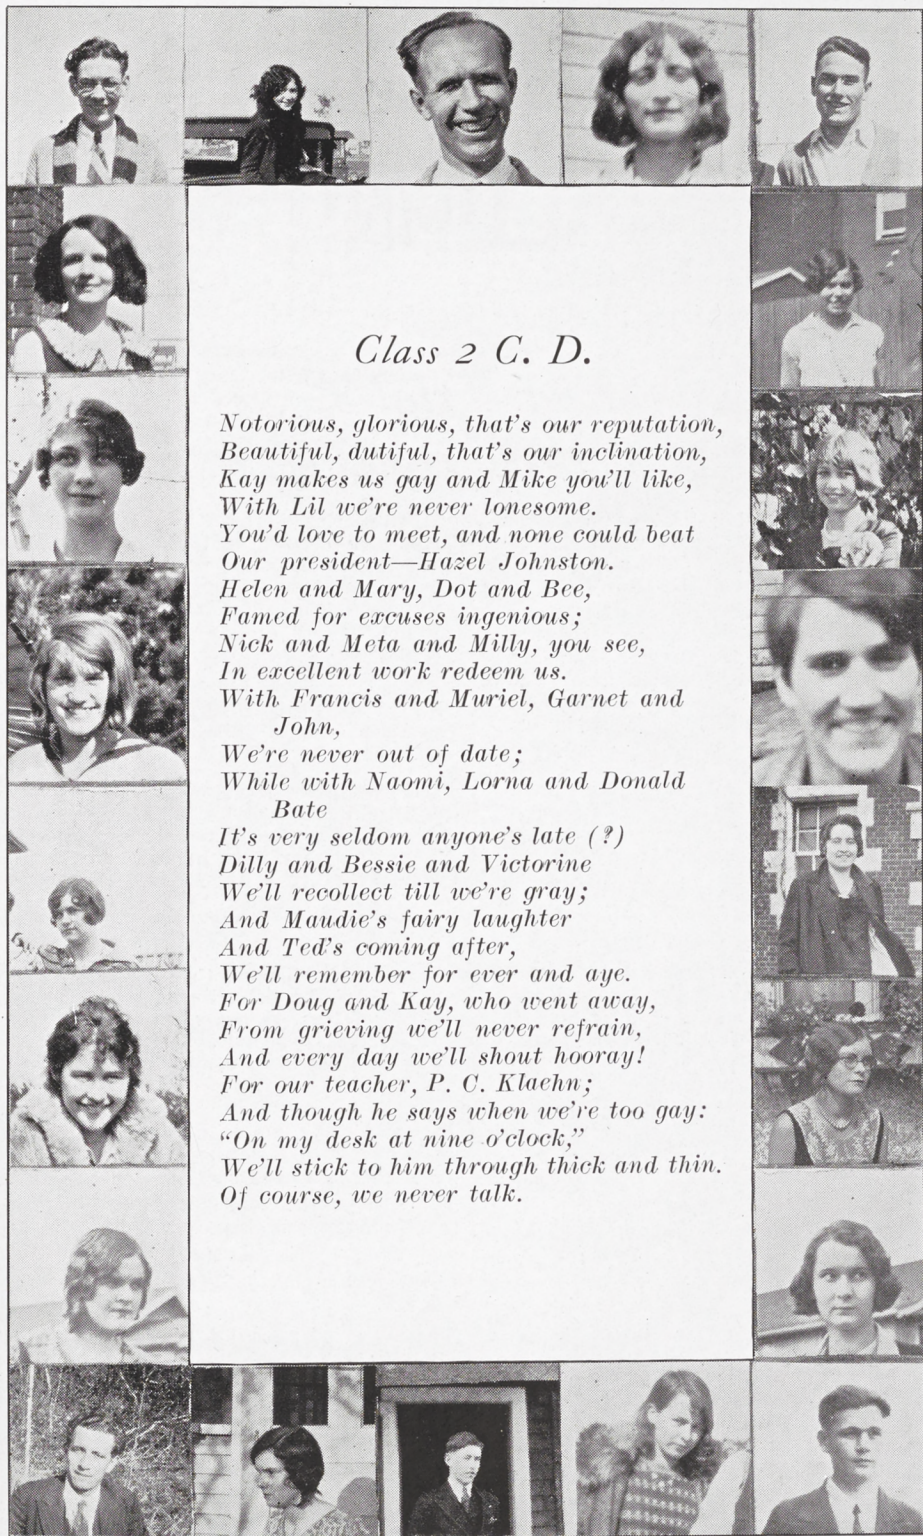 Class 2 C. D.
Notorious, glorious, that's our reputation,
Beautiful, dutiful, that's our inclination,
Kay makes us gay and Mike you'll like,
With Lil we're never lonesome.
You'd love to meet, and none could beat
Our president—Hazel Johnston.
Helen and Mary, Dot and Bee,
Famed for excuses ingenious;
Nick and Meta and Milly, you see,
In excellent work redeem us.
With Francis and Muriel, Garnet and
John,
We're never out of date;
While with Naomi, Lorna and Donald
Bate
It's very seldom anyone's late (?)
Dilly and Bessie and Victorine
We'll recollect till we're gray;
And Maudie's fairy laughter
And Ted's coming after,
We'll remember for ever and aye.
For Doug and Kay, who went away,
From grieving we'll never refrain,
And every day we'll shout hooray!
For our teacher, P. C. Klaehn;
And though he says when we're too gay:
“On my desk at nine o'clock,”
We'll stick to him through thick and thin.
Of course, we never talk.